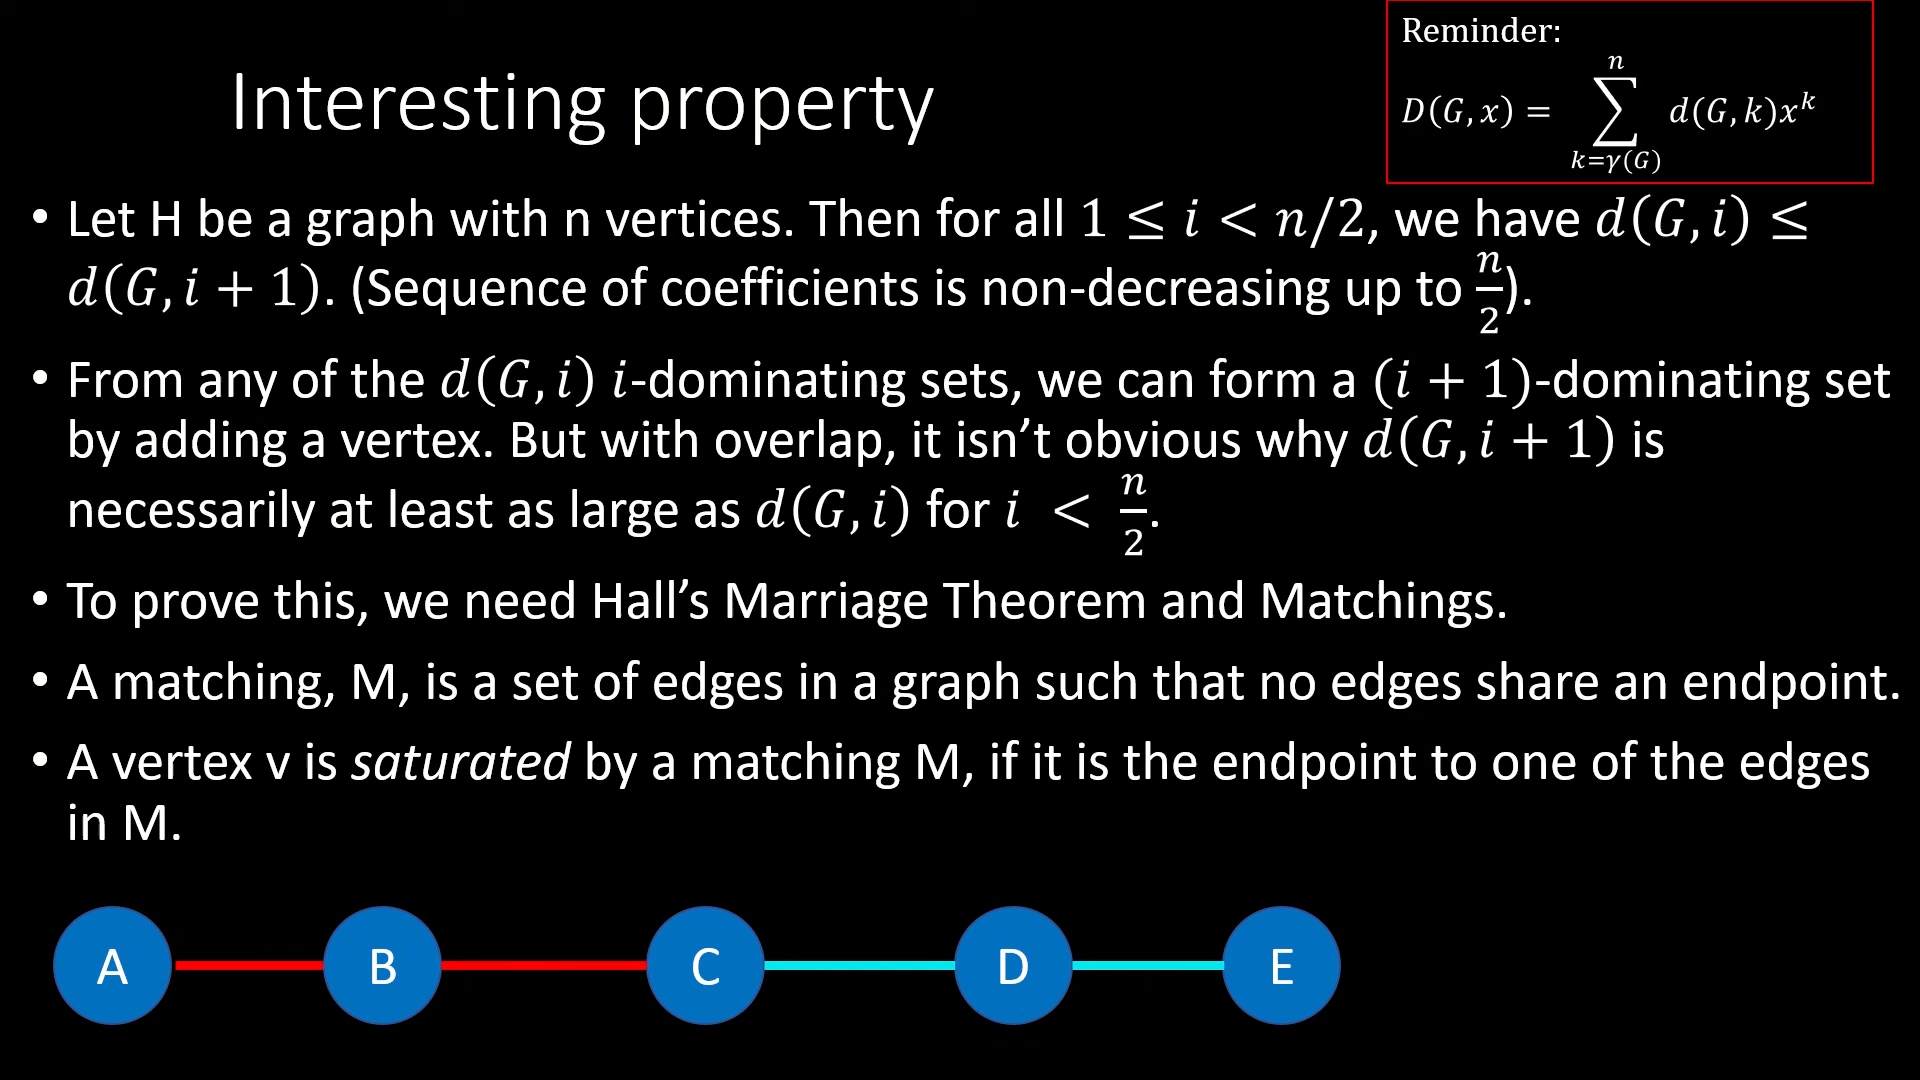 Reminder:
D(G, x) = ∑_{k=γ(G)}^{n} d(G, k)x^k
Interesting property
• Let H be a graph with n vertices. Then for all 1 ≤ i < n/2, we have d(G, i) ≤
d(G, i + 1). (Sequence of coefficients is non-decreasing up to n/2).
• From any of the d(G, i) i-dominating sets, we can form a (i + 1)-dominating set
by adding a vertex. But with overlap, it isn't obvious why d(G, i + 1) is
necessarily at least as large as d(G, i) for i < n/2.
• To prove this, we need Hall's Marriage Theorem and Matchings.
• A matching, M, is a set of edges in a graph such that no edges share an endpoint.
• A vertex v is saturated by a matching M, if it is the endpoint to one of the edges
in M.
A B C D E